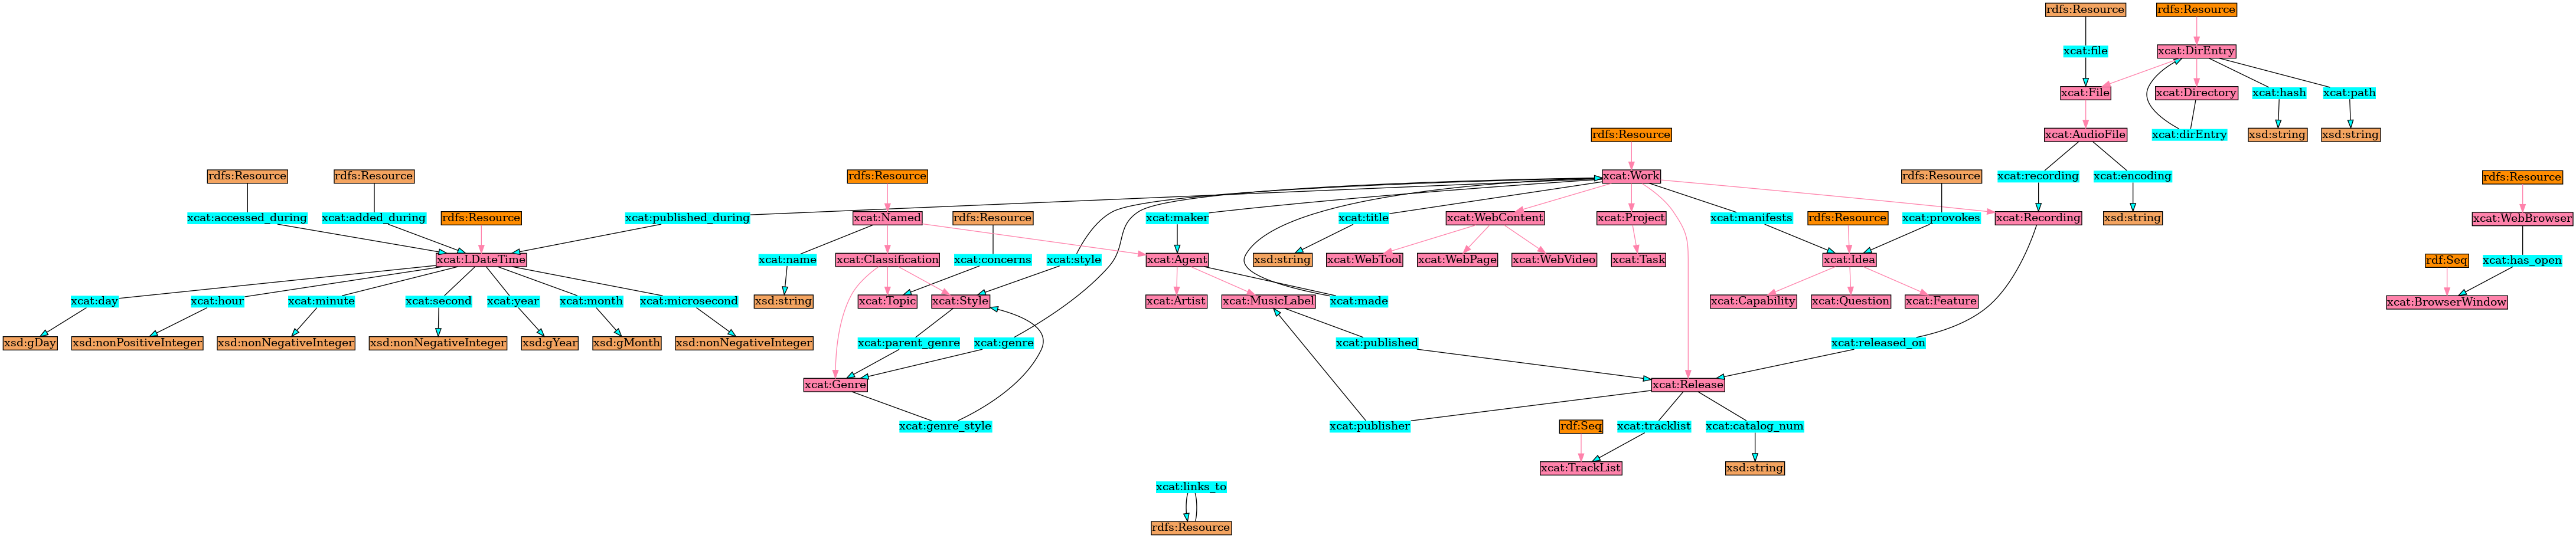 rdfs:Resource
rdfs:Resource
xcat:file
xcat:DirEntry
xcat:File
xcat:Directory
xcat:hash
xcat:path
rdfs:Resource
xcat:AudioFile
xcat:dirEntry
xsd:string
xsd:string
rdfs:Resource
rdfs:Resource
rdfs:Resource
xcat:Work
rdfs:Resource
xcat:recording
xcat:encoding
rdfs:Resource
xcat:accessed_during
xcat:added_during
rdfs:Resource
xcat:published_during
xcat:Named
rdfs:Resource
xcat:maker
xcat:title
xcat:WebContent
xcat:Project
xcat:manifests
rdfs:Resource
xcat:provokes
xcat:Recording
xsd:string
xcat:WebBrowser
xcat:LDateTime
xcat:name
xcat:Classification
xcat:concerns
xcat:style
xcat:Agent
xsd:string
xcat:WebTool
xcat:WebPage
xcat:WebVideo
xcat:Task
xcat:Idea
rdf:Seq
xcat:has_open
xcat:day
xcat:hour
xcat:minute
xcat:second
xcat:year
xcat:month
xcat:microsecond
xsd:string
xcat:Topic
xcat:Style
xcat:Artist
xcat:MusicLabel
xcat:made
xcat:Capability
xcat:Question
xcat:Feature
xcat:BrowserWindow
xsd:gDay
xsd:nonPositiveInteger
xsd:nonNegativeInteger
xsd:nonNegativeInteger
xsd:gYear
xsd:gMonth
xsd:nonNegativeInteger
xcat:parent_genre
xcat:genre
xcat:published
xcat:released_on
xcat:Genre
xcat:Release
xcat:genre_style
xcat:publisher
rdf:Seq
xcat:tracklist
xcat:catalog_num
xcat:TrackList
xsd:string
xcat:links_to
rdfs:Resource